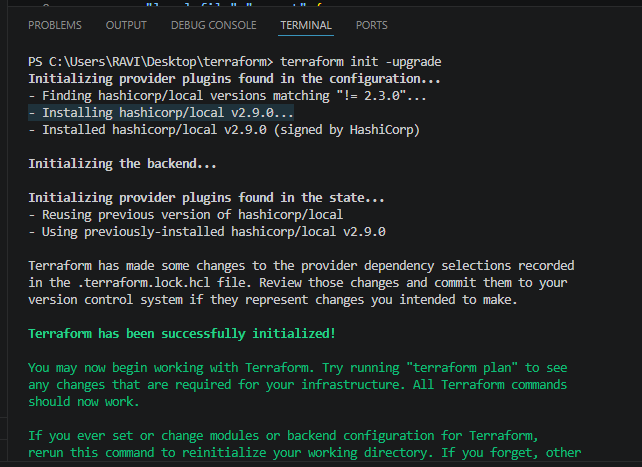 PROBLEMS OUTPUT DEBUG CONSOLE TERMINAL PORTS
PS C:\Users\RAVI\Desktop\terraform> terraform init -upgrade
Initializing provider plugins found in the configuration...
- Finding hashicorp/local versions matching "!= 2.3.0"...
- Installing hashicorp/local v2.9.0...
- Installed hashicorp/local v2.9.0 (signed by HashiCorp)
Initializing the backend...
Initializing provider plugins found in the state...
- Reusing previous version of hashicorp/local
- Using previously-installed hashicorp/local v2.9.0
Terraform has made some changes to the provider dependency selections recorded
in the .terraform.lock.hcl file. Review those changes and commit them to your
version control system if they represent changes you intended to make.
Terraform has been successfully initialized!
You may now begin working with Terraform. Try running "terraform plan" to see
any changes that are required for your infrastructure. All Terraform commands
should now work.
If you ever set or change modules or backend configuration for Terraform,
rerun this command to reinitialize your working directory. If you forget, other